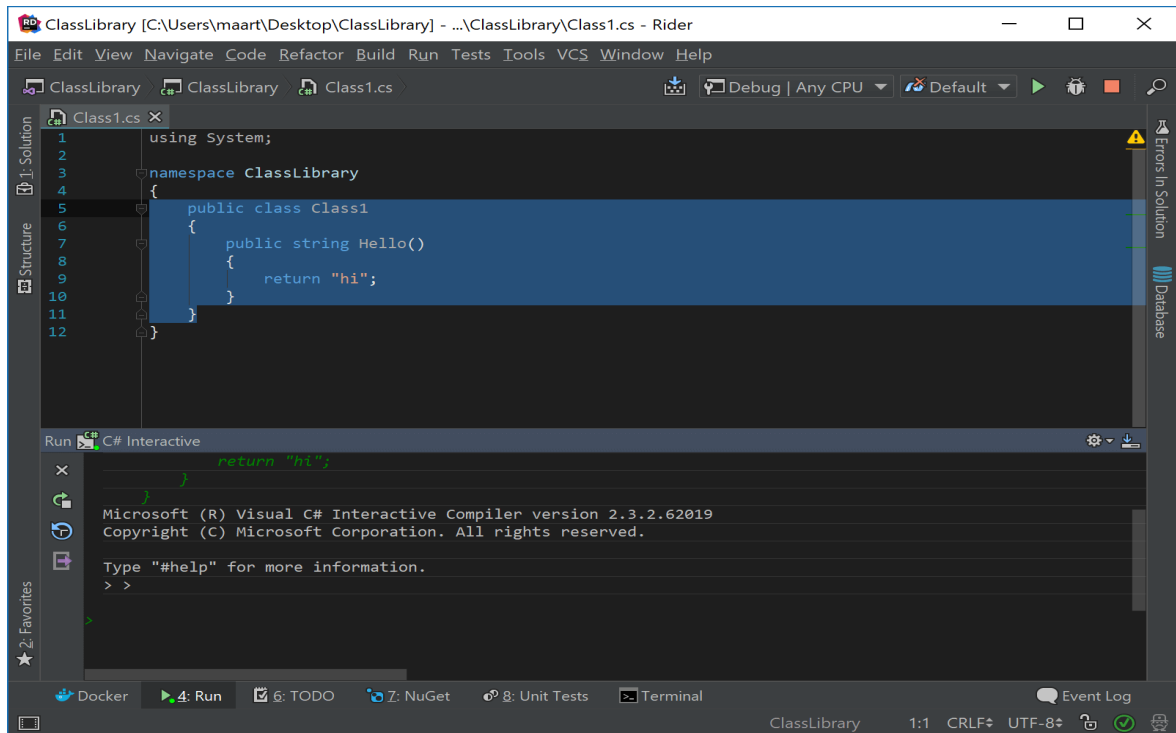 RD ClassLibrary [C:\Users\maart\Desktop\ClassLibrary] - ...\ClassLibrary\Class1.cs - Rider
File Edit View Navigate Code Refactor Build Run Tests Tools VCS Window Help
ClassLibrary C# ClassLibrary C# Class1.cs Debug | Any CPU Default
C# Class1.cs
1: Solution
Structure
2: Favorites
1 using System;
2
3 namespace ClassLibrary
4 {
5 public class Class1
6 {
7 public string Hello()
8 {
9 return "hi";
10 }
11 }
12 }
Errors In Solution
Database
Run C# C# Interactive
return "hi";
}
}
Microsoft (R) Visual C# Interactive Compiler version 2.3.2.62019
Copyright (C) Microsoft Corporation. All rights reserved.
Type "#help" for more information.
> >
>
Docker 4: Run 6: TODO 7: NuGet 8: Unit Tests Terminal Event Log
ClassLibrary 1:1 CRLF UTF-8